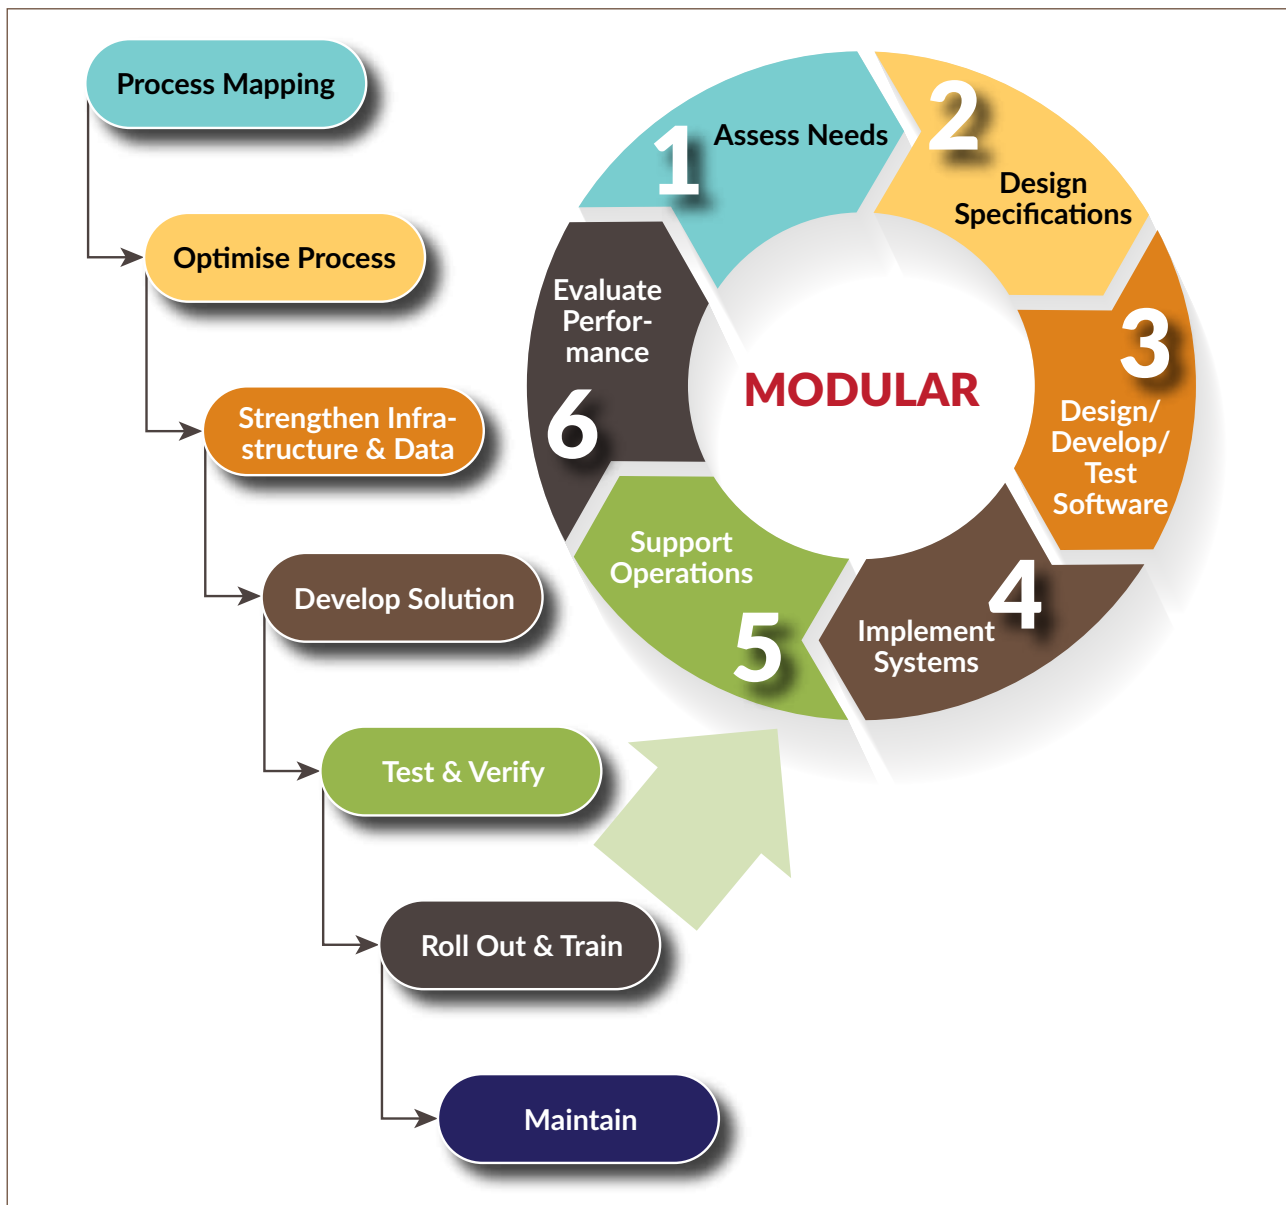 Process Mapping
Optimise Process
Strengthen Infra-
structure & Data
Develop Solution
Test & Verify
Roll Out & Train
Maintain
1
Assess Needs
2
Design
Specifications
3
Design/
Develop/
Test
Software
4
Implement
Systems
5
Support
Operations
6
Evaluate
Perfor-
mance
MODULAR